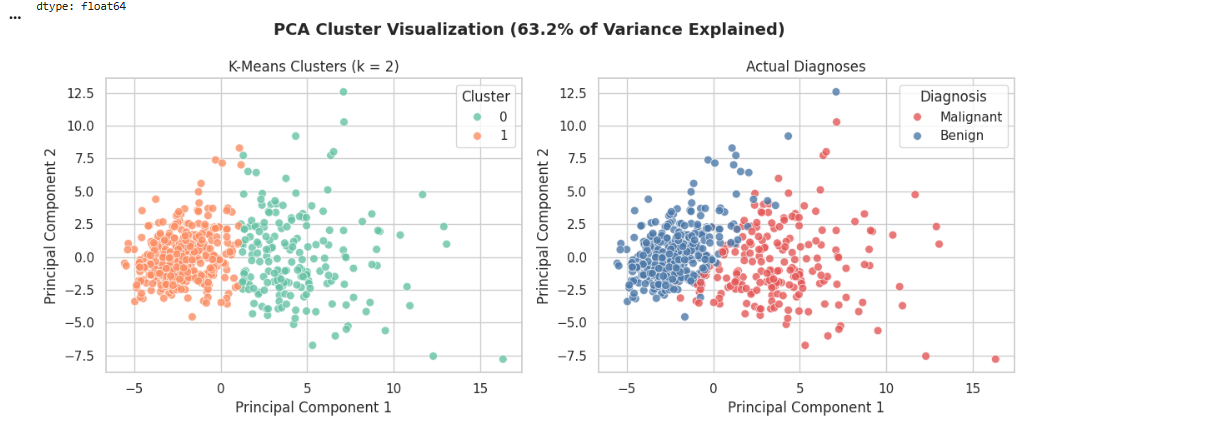 dtype: float64
...
PCA Cluster Visualization (63.2% of Variance Explained)
K-Means Clusters (k = 2)
Cluster
0
1
12.5
10.0
7.5
5.0
2.5
0.0
−2.5
−5.0
−7.5
Principal Component 2
−5
0
5
10
15
Principal Component 1
Actual Diagnoses
Diagnosis
Malignant
Benign
12.5
10.0
7.5
5.0
2.5
0.0
−2.5
−5.0
−7.5
Principal Component 2
−5
0
5
10
15
Principal Component 1